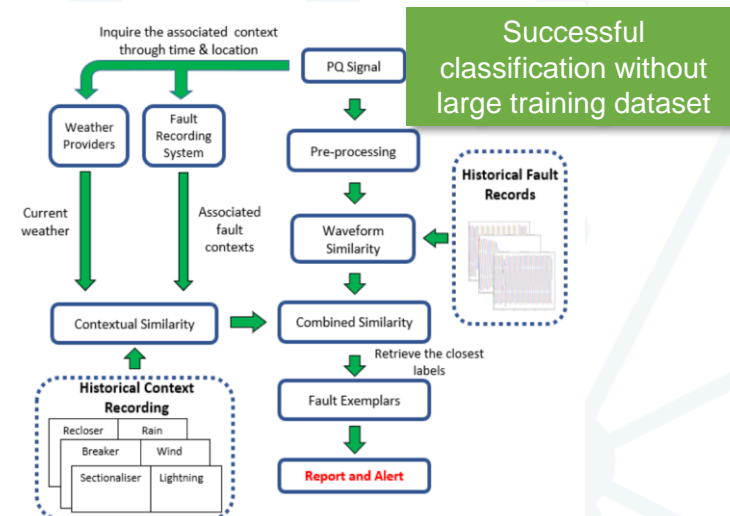 Successful
classification without
large training dataset
Inquire the associated context
through time & location
PQ Signal
Weather
Providers
Fault
Recording
System
Pre-processing
Historical Fault
Records
Current
weather
Associated
fault
contexts
Waveform
Similarity
Contextual Similarity
Combined Similarity
Retrieve the closest
labels
Historical Context
Recording
Recloser
Rain
Breaker
Wind
Sectionaliser
Lightning
Fault Exemplars
Report and Alert